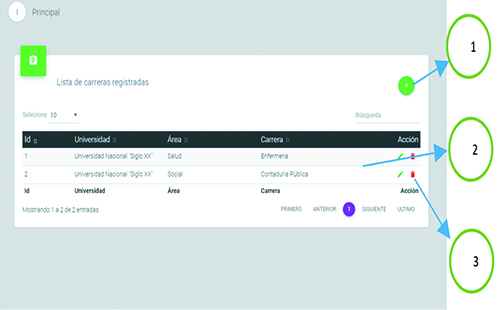 Principal
1
Lista de carreras registradas
Selecione 10 Búsqueda
Id Universidad Área Carrera Acción
1 Universidad Nacional "Siglo XX" Salud Enfermería
2
2 Universidad Nacional "Siglo XX" Social Contaduría Pública
Id Universidad Área Carrera Acción
Mostrando 1 a 2 de 2 entradas PRIMERO ANTERIOR 1 SIGUIENTE ULTIMO
3